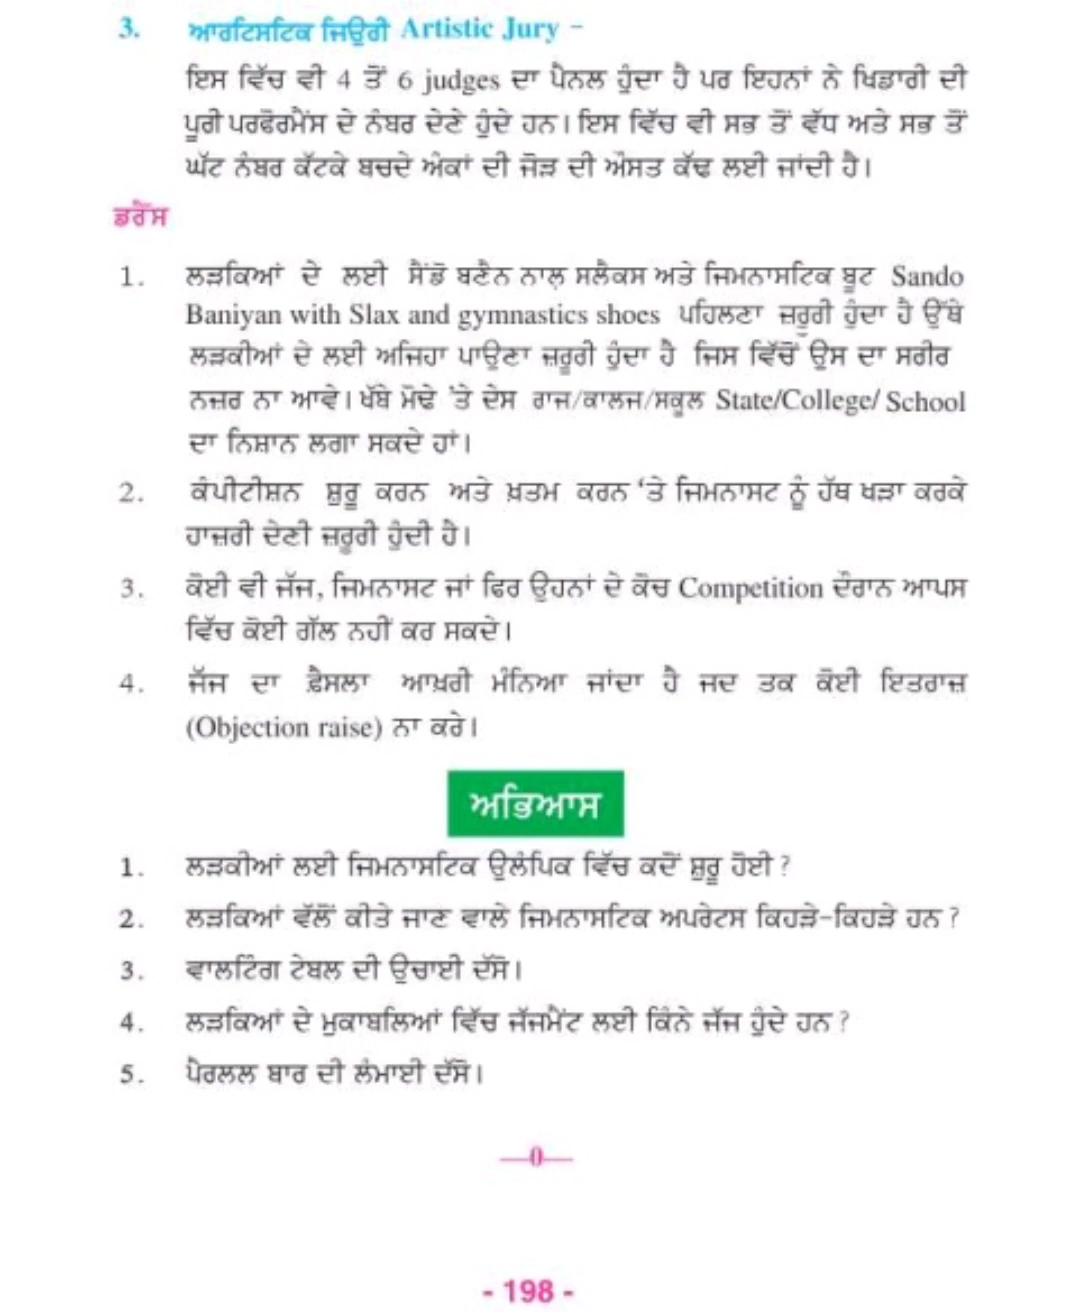 3. ਆਰਟਿਸਟਿਕ ਜਿਊਰੀ Artistic Jury –
ਇਸ ਵਿੱਚ ਵੀ 4 ਤੋਂ 6 judges ਦਾ ਪੈਨਲ ਹੁੰਦਾ ਹੈ ਪਰ ਇਹਨਾਂ ਨੇ ਖਿਡਾਰੀ ਦੀ
ਪੂਰੀ ਪਰਫੋਰਮੈਂਸ ਦੇ ਨੰਬਰ ਦੇਣੇ ਹੁੰਦੇ ਹਨ। ਇਸ ਵਿੱਚ ਵੀ ਸਭ ਤੋਂ ਵੱਧ ਅਤੇ ਸਭ ਤੋਂ
ਘੱਟ ਨੰਬਰ ਕੱਟਕੇ ਬਚਦੇ ਅੰਕਾਂ ਦੀ ਜੋੜ ਦੀ ਔਸਤ ਕੱਢ ਲਈ ਜਾਂਦੀ ਹੈ।
ਡਰੈੱਸ
1. ਲੜਕਿਆਂ ਦੇ ਲਈ ਸੈਂਡੋ ਬਣੈਨ ਨਾਲ਼ ਸਲੈਕਸ ਅਤੇ ਜਿਮਨਾਸਟਿਕ ਬੂਟ Sando
Baniyan with Slax and gymnastics shoes ਪਹਿਲਣਾ ਜ਼ਰੂਰੀ ਹੁੰਦਾ ਹੈ ਉੱਥੇ
ਲੜਕੀਆਂ ਦੇ ਲਈ ਅਜਿਹਾ ਪਾਉਣਾ ਜ਼ਰੂਰੀ ਹੁੰਦਾ ਹੈ ਜਿਸ ਵਿੱਚੋਂ ਉਸ ਦਾ ਸਰੀਰ
ਨਜ਼ਰ ਨਾ ਆਵੇ। ਖੱਬੇ ਮੋਢੇ 'ਤੇ ਦੇਸ ਰਾਜ/ਕਾਲਜ/ਸਕੂਲ State/College/ School
ਦਾ ਨਿਸ਼ਾਨ ਲਗਾ ਸਕਦੇ ਹਾਂ।
2. ਕੰਪੀਟੀਸ਼ਨ ਸ਼ੁਰੂ ਕਰਨ ਅਤੇ ਖ਼ਤਮ ਕਰਨ 'ਤੇ ਜਿਮਨਾਸਟ ਨੂੰ ਹੱਥ ਖੜਾ ਕਰਕੇ
ਹਾਜ਼ਰੀ ਦੇਣੀ ਜ਼ਰੂਰੀ ਹੁੰਦੀ ਹੈ।
3. ਕੋਈ ਵੀ ਜੱਜ, ਜਿਮਨਾਸਟ ਜਾਂ ਫਿਰ ਉਹਨਾਂ ਦੇ ਕੋਚ Competition ਦੌਰਾਨ ਆਪਸ
ਵਿੱਚ ਕੋਈ ਗੱਲ ਨਹੀਂ ਕਰ ਸਕਦੇ।
4. ਜੱਜ ਦਾ ਫ਼ੈਸਲਾ ਆਖ਼ਰੀ ਮੰਨਿਆ ਜਾਂਦਾ ਹੈ ਜਦ ਤਕ ਕੋਈ ਇਤਰਾਜ਼
(Objection raise) ਨਾ ਕਰੇ।
ਅਭਿਆਸ
1. ਲੜਕੀਆਂ ਲਈ ਜਿਮਨਾਸਟਿਕ ਉਲੰਪਿਕ ਵਿੱਚ ਕਦੋਂ ਸ਼ੁਰੂ ਹੋਈ ?
2. ਲੜਕਿਆਂ ਵੱਲੋਂ ਕੀਤੇ ਜਾਣ ਵਾਲੇ ਜਿਮਨਾਸਟਿਕ ਅਪਰੇਟਸ ਕਿਹੜੇ-ਕਿਹੜੇ ਹਨ ?
3. ਵਾਲਟਿੰਗ ਟੇਬਲ ਦੀ ਉਚਾਈ ਦੱਸੋ।
4. ਲੜਕਿਆਂ ਦੇ ਮੁਕਾਬਲਿਆਂ ਵਿੱਚ ਜੱਜਮੈਂਟ ਲਈ ਕਿੰਨੇ ਜੱਜ ਹੁੰਦੇ ਹਨ ?
5. ਪੈਰਲਲ ਬਾਰ ਦੀ ਲੰਮਾਈ ਦੱਸੋ।
—0—
- 198 -